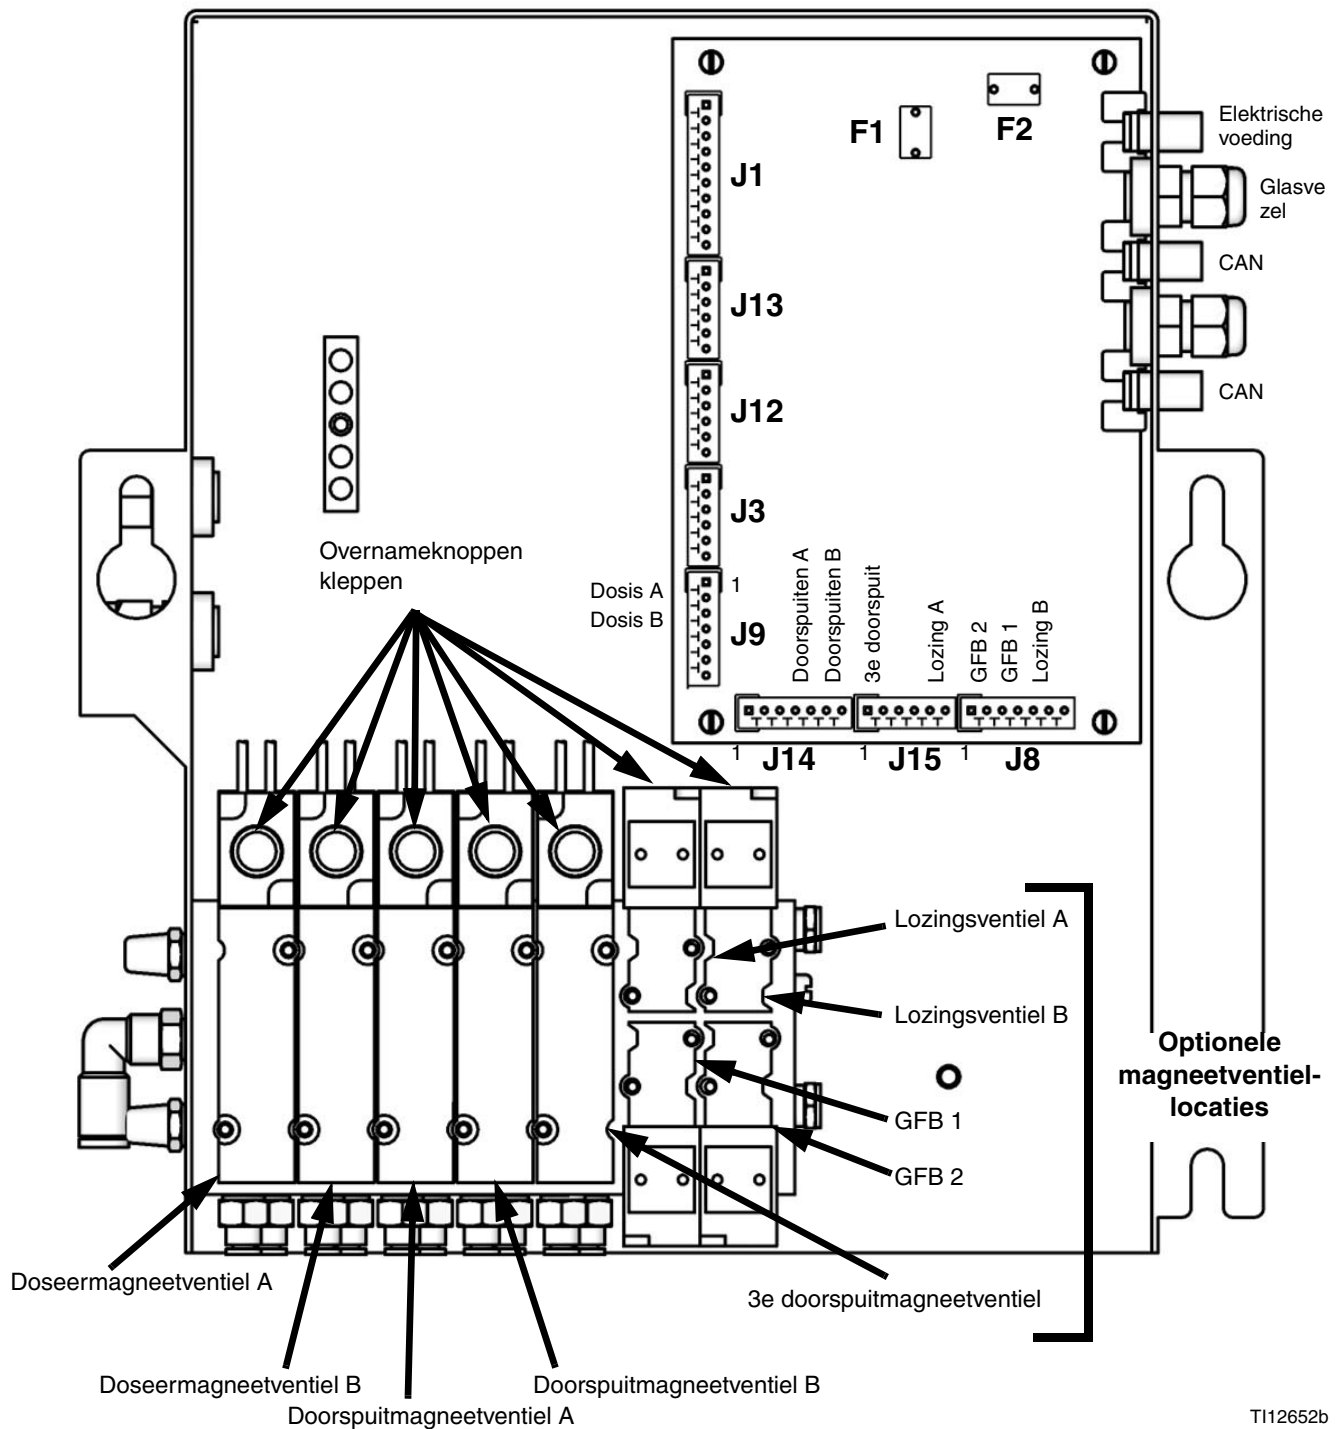 F1
F2
Elektrische
voeding
J1
Glasve
zel
CAN
J13
J12
CAN
J3
Overnameknoppen
kleppen
Dosis A
Dosis B
1
J9
Doorspuiten A
Doorspuiten B
3e doorspuit
Lozing A
GFB 2
GFB 1
Lozing B
1
J14
1
J15
1
J8
Lozingsventiel A
Lozingsventiel B
Optionele
magneetventiel-
locaties
GFB 1
GFB 2
Doseermagneetventiel A
3e doorspuitmagneetventiel
Doseermagneetventiel B
Doorspuitmagneetventiel B
Doorspuitmagneetventiel A
TI12652b